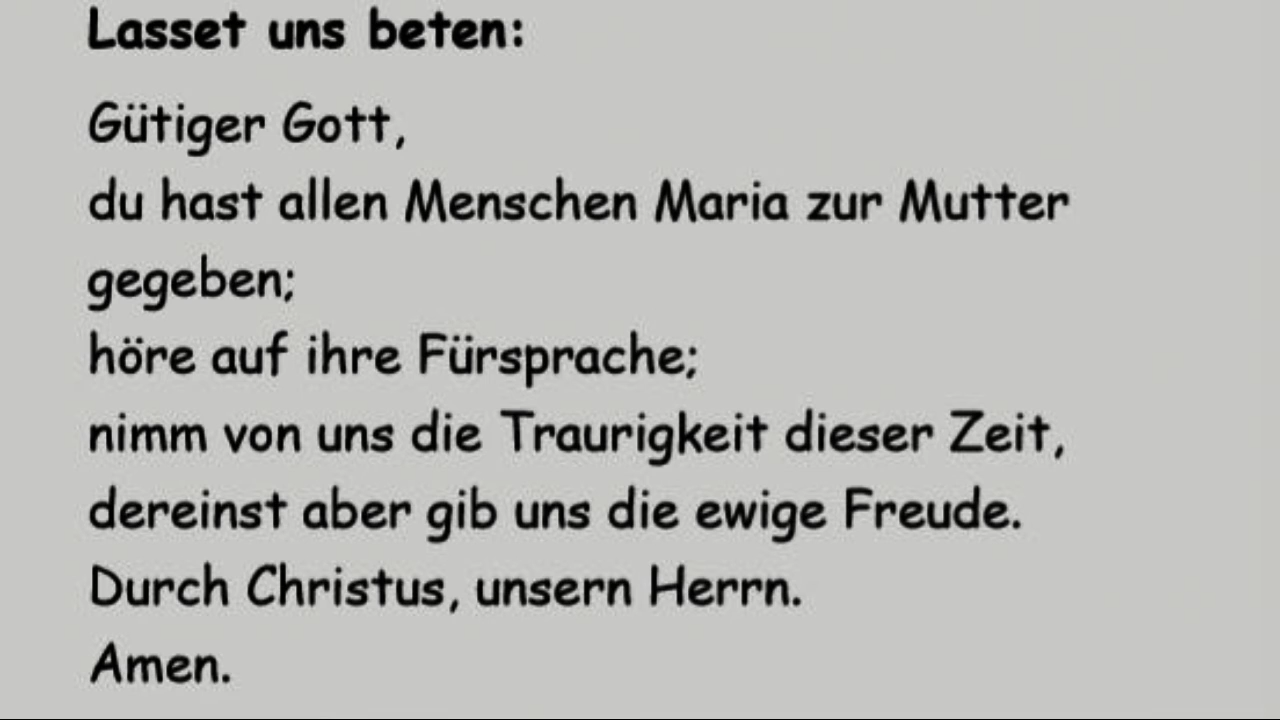 Lasset uns beten:
Gütiger Gott,
du hast allen Menschen Maria zur Mutter
gegeben;
höre auf ihre Fürsprache;
nimm von uns die Traurigkeit dieser Zeit,
dereinst aber gib uns die ewige Freude.
Durch Christus, unsern Herrn.
Amen.